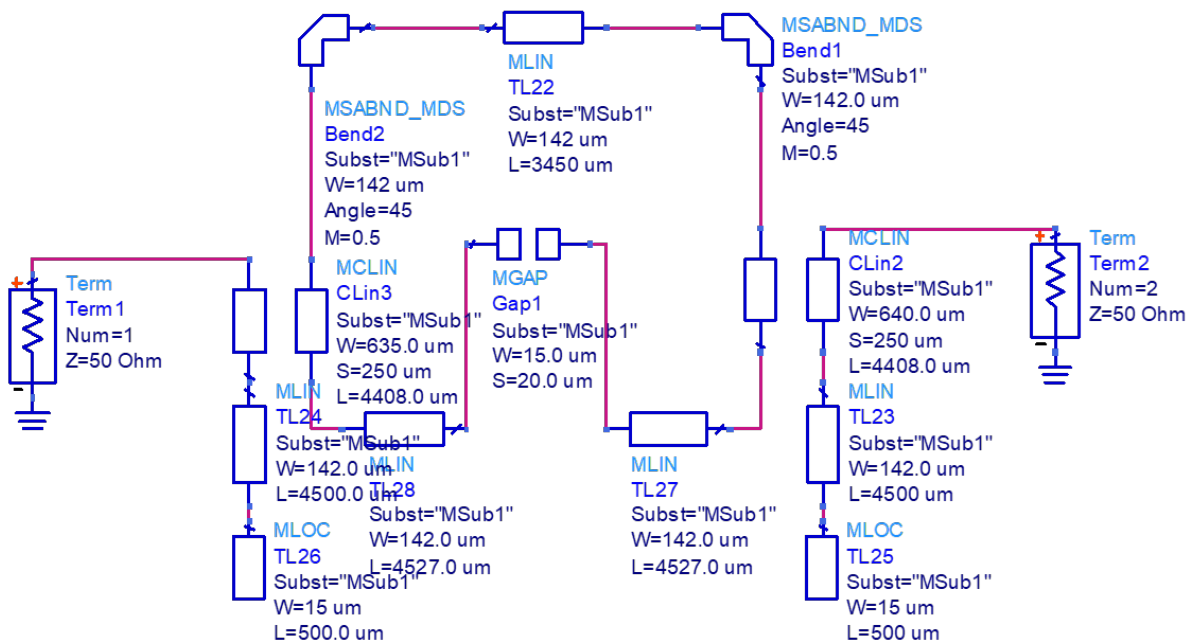 MLIN
TL22
Subst="MSub1"
W=142 um
L=3450 um
MSABND_MDS
Bend1
Subst="MSub1"
W=142.0 um
Angle=45
M=0.5
MSABND_MDS
Bend2
Subst="MSub1"
W=142 um
Angle=45
M=0.5
+
Term
Term1
Num=1
Z=50 Ohm
-
MCLIN
CLin3
Subst="MSub1"
W=635.0 um
S=250 um
L=4408.0 um
MGAP
Gap1
Subst="MSub1"
W=15.0 um
S=20.0 um
MCLIN
CLin2
Subst="MSub1"
W=640.0 um
S=250 um
L=4408.0 um
+
Term
Term2
Num=2
Z=50 Ohm
-
MLIN
TL24
Subst="MSub1"
W=142.0 um
L=4500.0 um
MLIN
TL28
Subst="MSub1"
W=142.0 um
L=4527.0 um
MLIN
TL27
Subst="MSub1"
W=142.0 um
L=4527.0 um
MLIN
TL23
Subst="MSub1"
W=142.0 um
L=4500 um
MLOC
TL26
Subst="MSub1"
W=15 um
L=500.0 um
MLOC
TL25
Subst="MSub1"
W=15 um
L=500 um